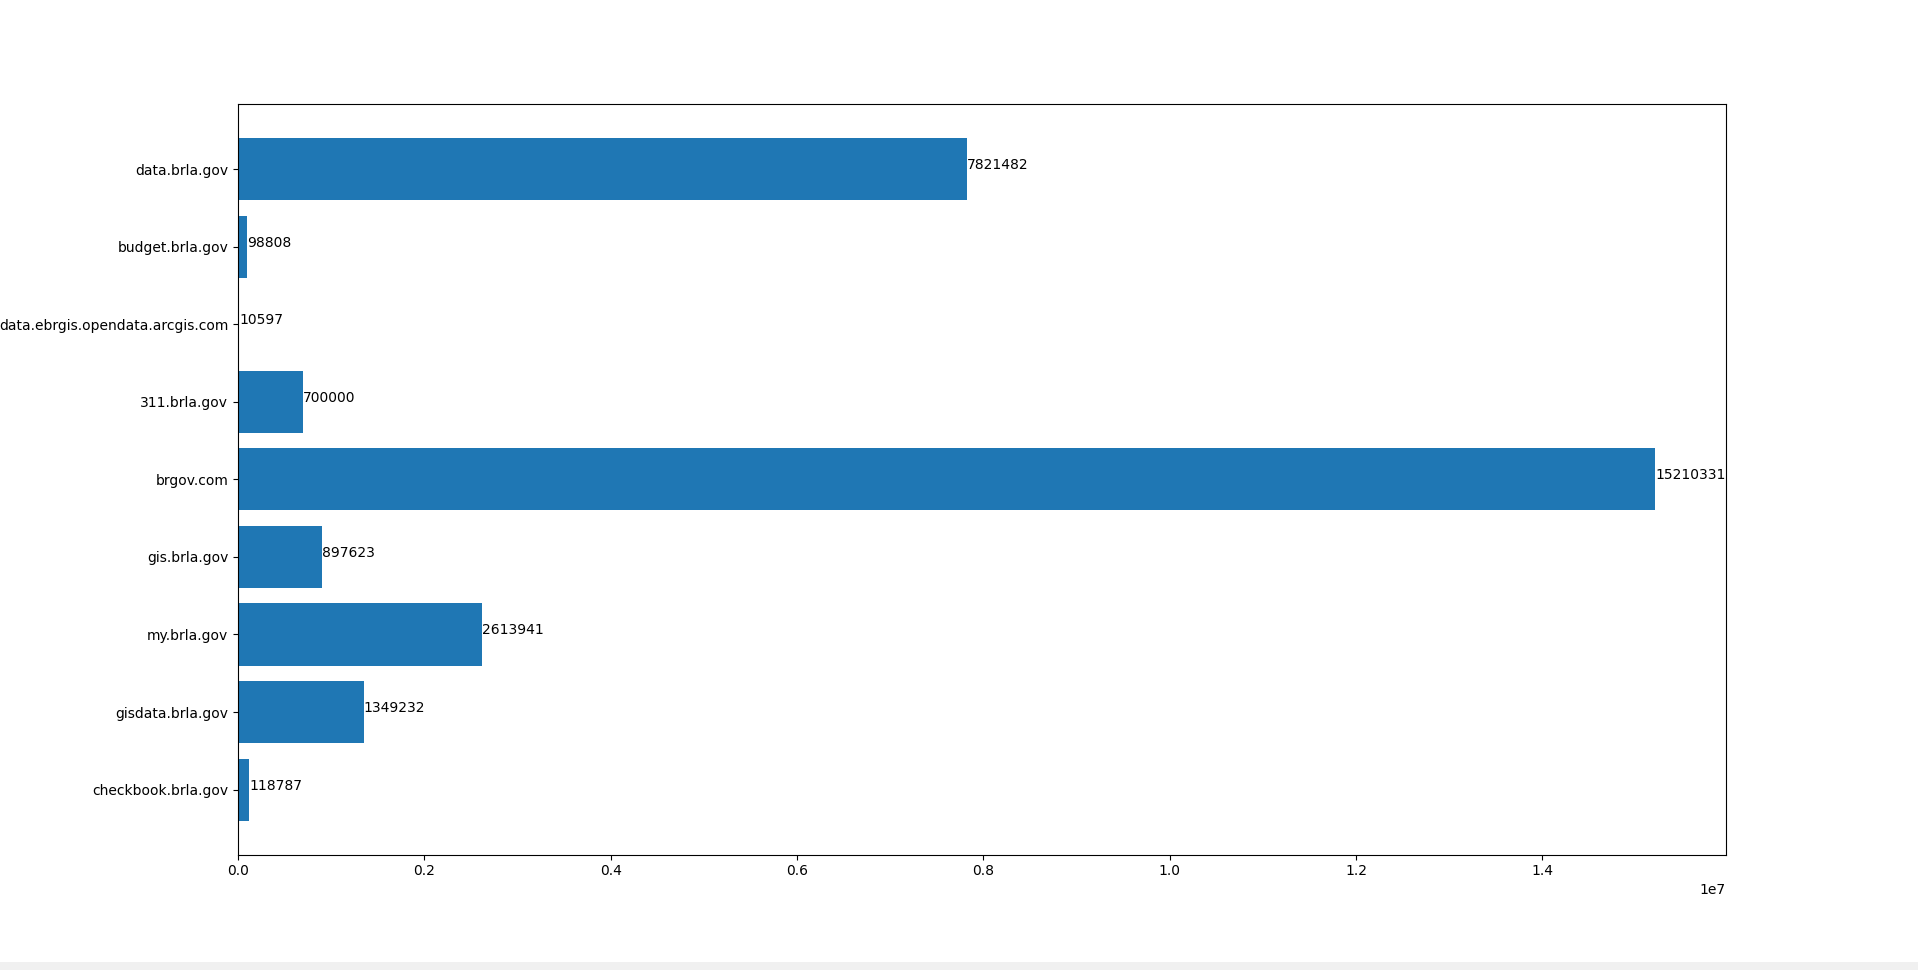 data.brla.gov 7821482
budget.brla.gov 98808
data.ebrgis.opendata.arcgis.com 10597
311.brla.gov 700000
brgov.com 15210331
gis.brla.gov 897623
my.brla.gov 2613941
gisdata.brla.gov 1349232
checkbook.brla.gov 118787
0.0 0.2 0.4 0.6 0.8 1.0 1.2 1.4
1e7